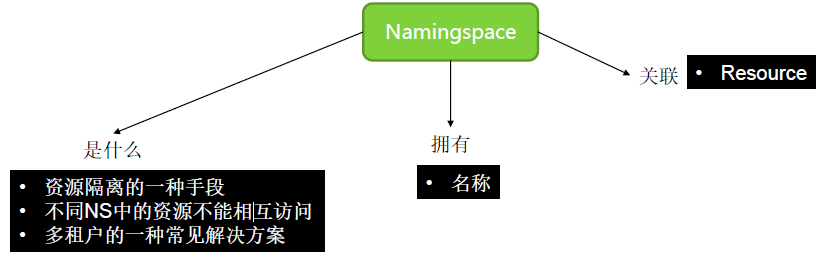 Namingspace
关联
• Resource
是什么
拥有
• 资源隔离的一种手段
• 不同NS中的资源不能相互访问
• 多租户的一种常见解决方案
• 名称